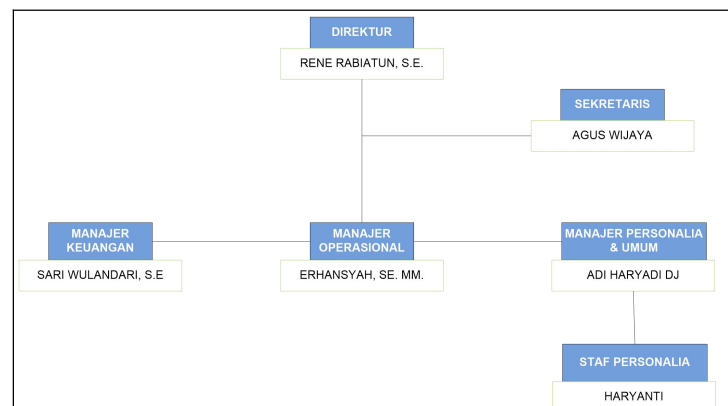 DIREKTUR
RENE RABIATUN, S.E.
SEKRETARIS
AGUS WIJAYA
MANAJER
KEUANGAN
SARI WULANDARI, S.E
MANAJER
OPERASIONAL
ERHANSYAH, SE. MM.
MANAJER PERSONALIA
& UMUM
ADI HARYADI DJ
STAF PERSONALIA
HARYANTI